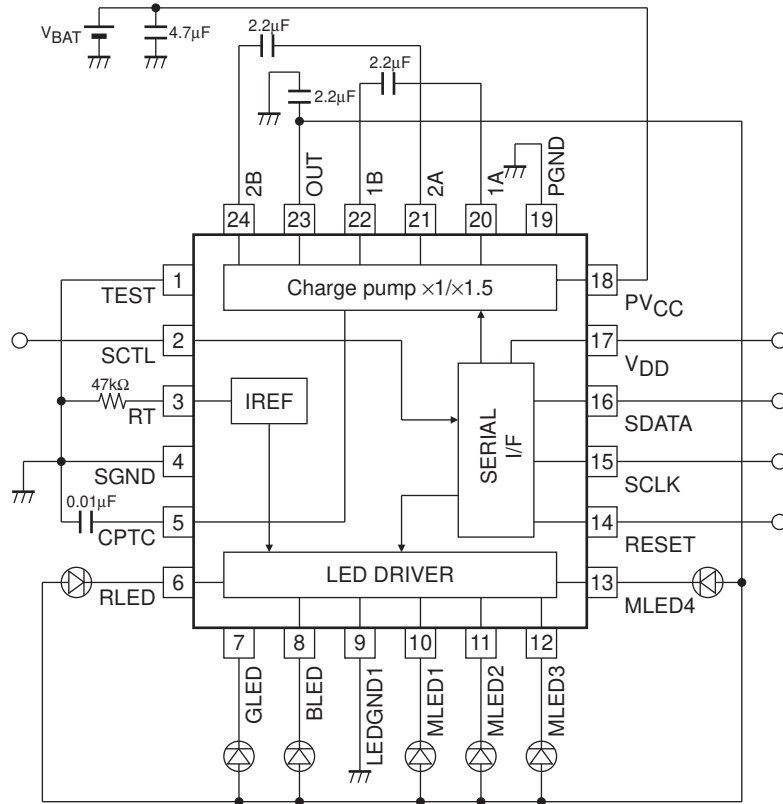 VBAT
4.7µF
2.2µF
2.2µF
2.2µF
2B
OUT
1B
2A
1A
PGND
24
23
22
21
20
19
1
TEST
Charge pump ×1/×1.5
18
PVCC
2
SCTL
17
VDD
47kΩ
3
RT
IREF
SERIAL
I/F
16
SDATA
4
SGND
15
SCLK
0.01µF
5
CPTC
14
RESET
6
RLED
LED DRIVER
13
MLED4
7
8
9
10
11
12
GLED
BLED
LEDGND1
MLED1
MLED2
MLED3